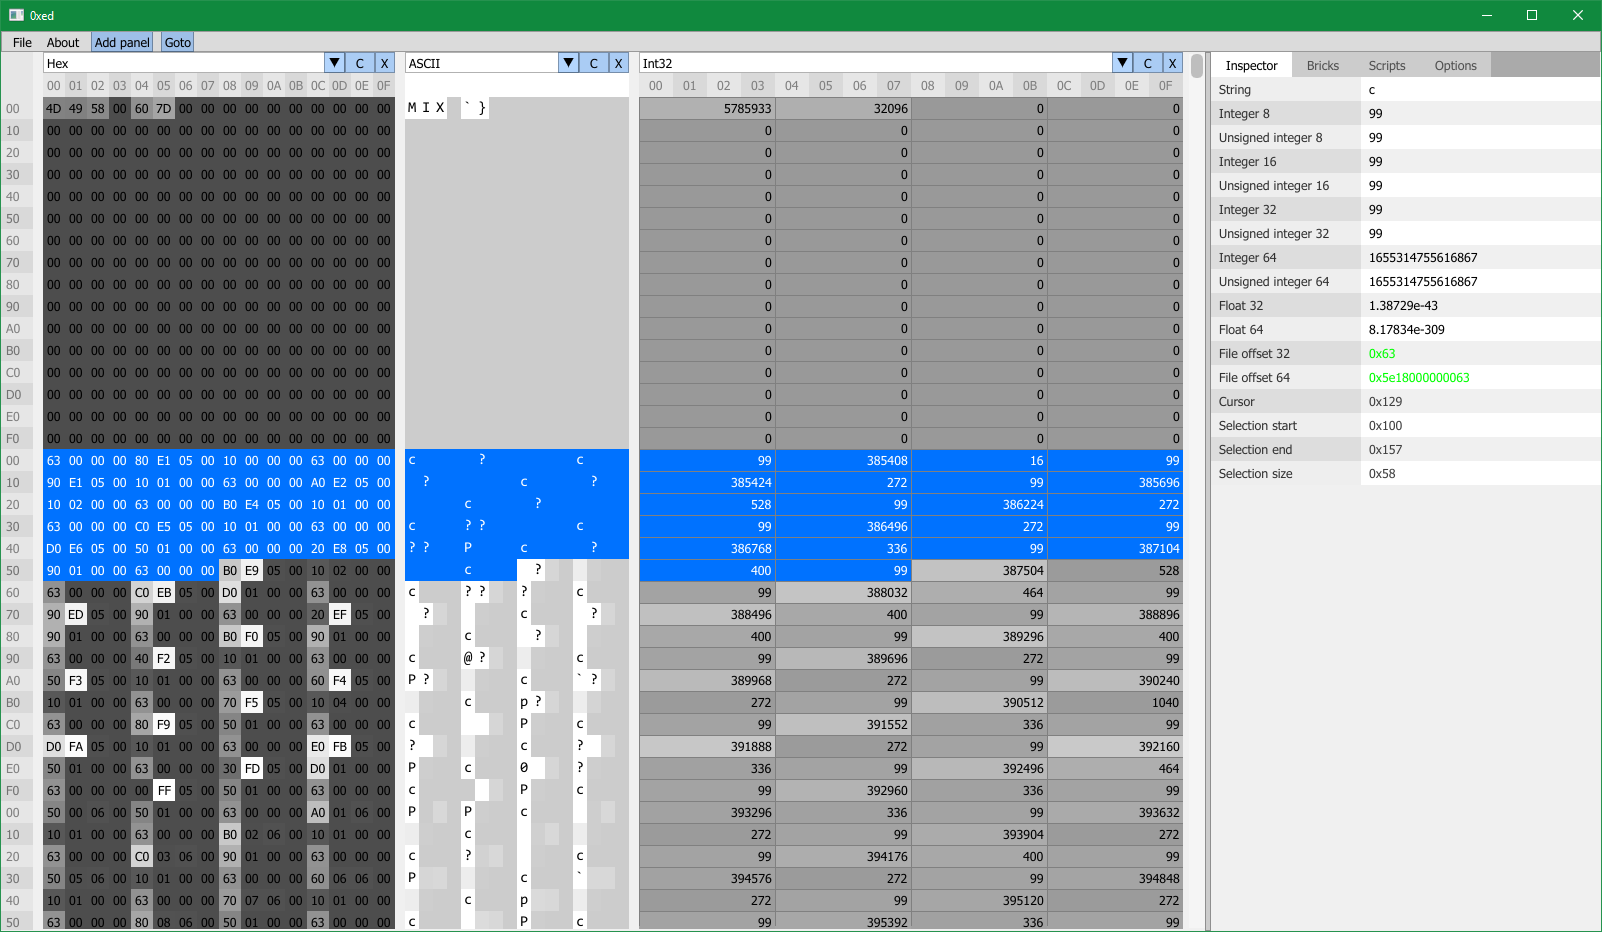 0xed
File About Add panel Goto
Hex ▼ C X ASCII ▼ C X Int32 ▼ C X
00 01 02 03 04 05 06 07 08 09 0A 0B 0C 0D 0E 0F 00 01 02 03 04 05 06 07 08 09 0A 0B 0C 0D 0E 0F
00 4D 49 58 00 60 7D 00 00 00 00 00 00 00 00 00 00 M I X ` } 5785933 32096 0 0
10 00 00 00 00 00 00 00 00 00 00 00 00 00 00 00 00 0 0 0 0
20 00 00 00 00 00 00 00 00 00 00 00 00 00 00 00 00 0 0 0 0
30 00 00 00 00 00 00 00 00 00 00 00 00 00 00 00 00 0 0 0 0
40 00 00 00 00 00 00 00 00 00 00 00 00 00 00 00 00 0 0 0 0
50 00 00 00 00 00 00 00 00 00 00 00 00 00 00 00 00 0 0 0 0
60 00 00 00 00 00 00 00 00 00 00 00 00 00 00 00 00 0 0 0 0
70 00 00 00 00 00 00 00 00 00 00 00 00 00 00 00 00 0 0 0 0
80 00 00 00 00 00 00 00 00 00 00 00 00 00 00 00 00 0 0 0 0
90 00 00 00 00 00 00 00 00 00 00 00 00 00 00 00 00 0 0 0 0
A0 00 00 00 00 00 00 00 00 00 00 00 00 00 00 00 00 0 0 0 0
B0 00 00 00 00 00 00 00 00 00 00 00 00 00 00 00 00 0 0 0 0
C0 00 00 00 00 00 00 00 00 00 00 00 00 00 00 00 00 0 0 0 0
D0 00 00 00 00 00 00 00 00 00 00 00 00 00 00 00 00 0 0 0 0
E0 00 00 00 00 00 00 00 00 00 00 00 00 00 00 00 00 0 0 0 0
F0 00 00 00 00 00 00 00 00 00 00 00 00 00 00 00 00 0 0 0 0
00 63 00 00 00 80 E1 05 00 10 00 00 00 63 00 00 00 c ? c 99 385408 16 99
10 90 E1 05 00 10 01 00 00 63 00 00 00 A0 E2 05 00 ? c ? 385424 272 99 385696
20 10 02 00 00 63 00 00 00 B0 E4 05 00 10 01 00 00 c ? 528 99 386224 272
30 63 00 00 00 C0 E5 05 00 10 01 00 00 63 00 00 00 c ? ? c 99 386496 272 99
40 D0 E6 05 00 50 01 00 00 63 00 00 00 20 E8 05 00 ? ? P c ? 386768 336 99 387104
50 90 01 00 00 63 00 00 00 B0 E9 05 00 10 02 00 00 c ? 400 99 387504 528
60 63 00 00 00 C0 EB 05 00 D0 01 00 00 63 00 00 00 c ? ? ? c 99 388032 464 99
70 90 ED 05 00 90 01 00 00 63 00 00 00 20 EF 05 00 ? c ? 388496 400 99 388896
80 90 01 00 00 63 00 00 00 B0 F0 05 00 90 01 00 00 c ? 400 99 389296 400
90 63 00 00 00 40 F2 05 00 10 01 00 00 63 00 00 00 c @ ? c 99 389696 272 99
A0 50 F3 05 00 10 01 00 00 63 00 00 00 60 F4 05 00 P ? c ` ? 389968 272 99 390240
B0 10 01 00 00 63 00 00 00 70 F5 05 00 10 04 00 00 c p ? 272 99 390512 1040
C0 63 00 00 00 80 F9 05 00 50 01 00 00 63 00 00 00 c P c 99 391552 336 99
D0 D0 FA 05 00 10 01 00 00 63 00 00 00 E0 FB 05 00 ? c ? 391888 272 99 392160
E0 50 01 00 00 63 00 00 00 30 FD 05 00 D0 01 00 00 P c 0 ? 336 99 392496 464
F0 63 00 00 00 00 FF 05 00 50 01 00 00 63 00 00 00 c P c 99 392960 336 99
00 50 00 06 00 50 01 00 00 63 00 00 00 A0 01 06 00 P P c 393296 336 99 393632
10 10 01 00 00 63 00 00 00 B0 02 06 00 10 01 00 00 c 272 99 393904 272
20 63 00 00 00 C0 03 06 00 90 01 00 00 63 00 00 00 c ? c 99 394176 400 99
30 50 05 06 00 10 01 00 00 63 00 00 00 60 06 06 00 P c ` 394576 272 99 394848
40 10 01 00 00 63 00 00 00 70 07 06 00 10 01 00 00 c p 272 99 395120 272
50 63 00 00 00 80 08 06 00 50 01 00 00 63 00 00 00 c P c 99 395392 336 99
Inspector Bricks Scripts Options
String c
Integer 8 99
Unsigned integer 8 99
Integer 16 99
Unsigned integer 16 99
Integer 32 99
Unsigned integer 32 99
Integer 64 1655314755616867
Unsigned integer 64 1655314755616867
Float 32 1.38729e-43
Float 64 8.17834e-309
File offset 32 0x63
File offset 64 0x5e18000000063
Cursor 0x129
Selection start 0x100
Selection end 0x157
Selection size 0x58